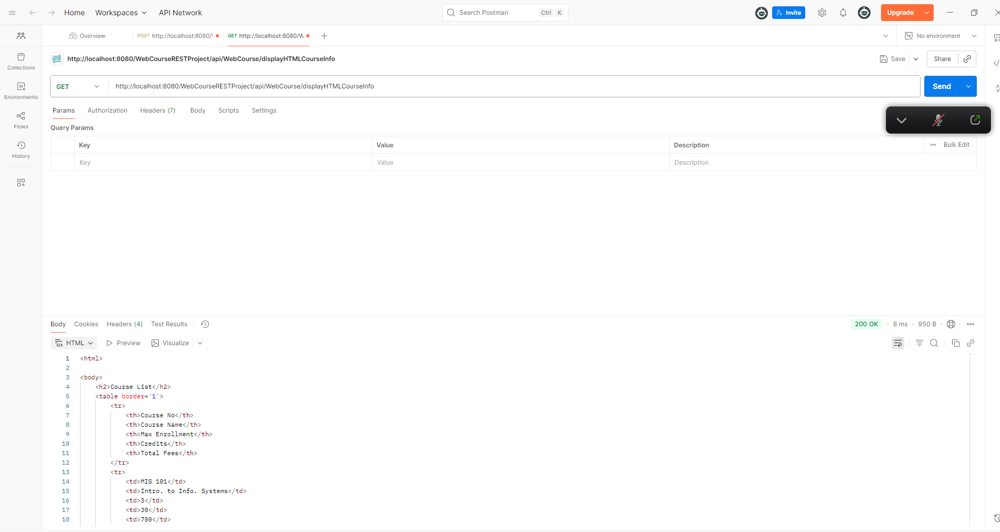 Home Workspaces API Network Search Postman Ctrl K Invite Upgrade
Overview POST http://localhost:8080/ GET http://localhost:8080/W No environment
HTTP http://localhost:8080/WebCourseRESTProject/api/WebCourse/displayHTMLCourseInfo Save Share
Collections
GET http://localhost:8080/WebCourseRESTProject/api/WebCourse/displayHTMLCourseInfo Send
Environments
Params Authorization Headers (7) Body Scripts Settings
Flows
Query Params
Key Value Description Bulk Edit
History
Key Value Description
Body Cookies Headers (4) Test Results 200 OK 8 ms 950 B
HTML Preview Visualize
1 <html>
2
3 <body>
4 <h2>Course List</h2>
5 <table border='1'>
6 <tr>
7 <th>Course No</th>
8 <th>Course Name</th>
9 <th>Max Enrollment</th>
10 <th>Credits</th>
11 <th>Total Fees</th>
12 </tr>
13 <tr>
14 <td>MIS 101</td>
15 <td>Intro. to Info. Systems</td>
16 <td>3</td>
17 <td>30</td>
18 <td>750</td>